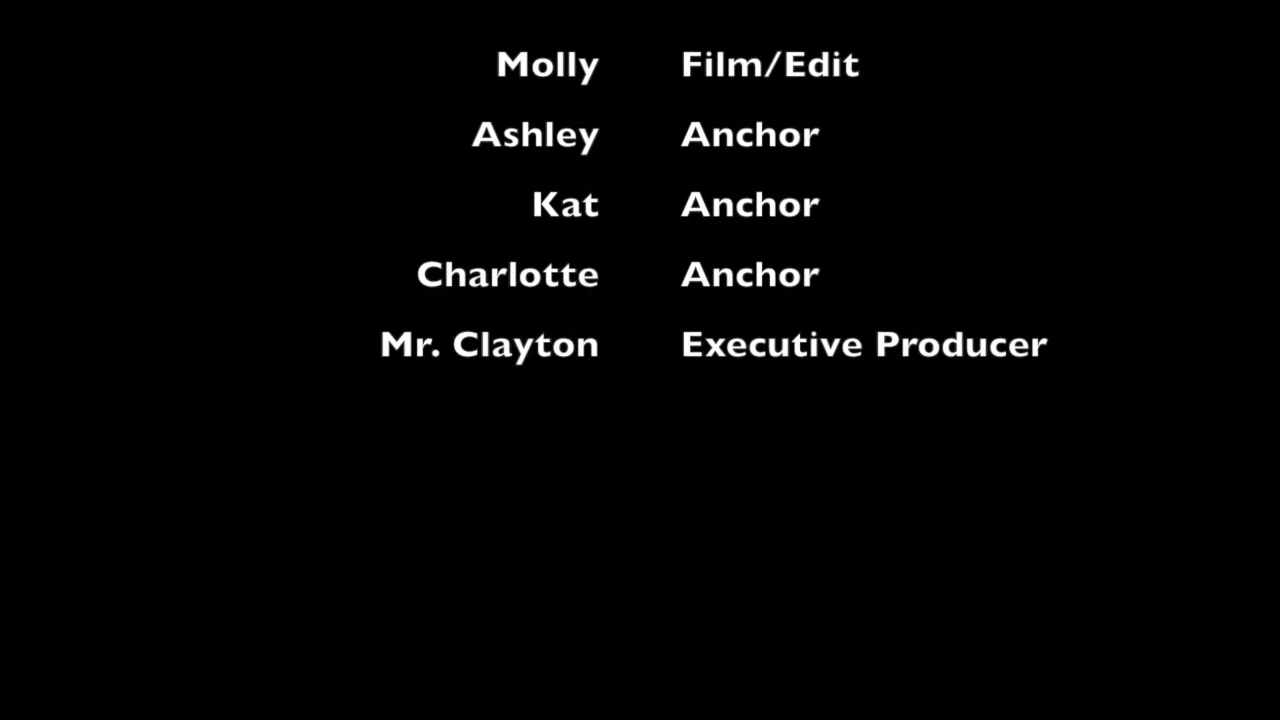 Molly Film/Edit
Ashley Anchor
Kat Anchor
Charlotte Anchor
Mr. Clayton Executive Producer